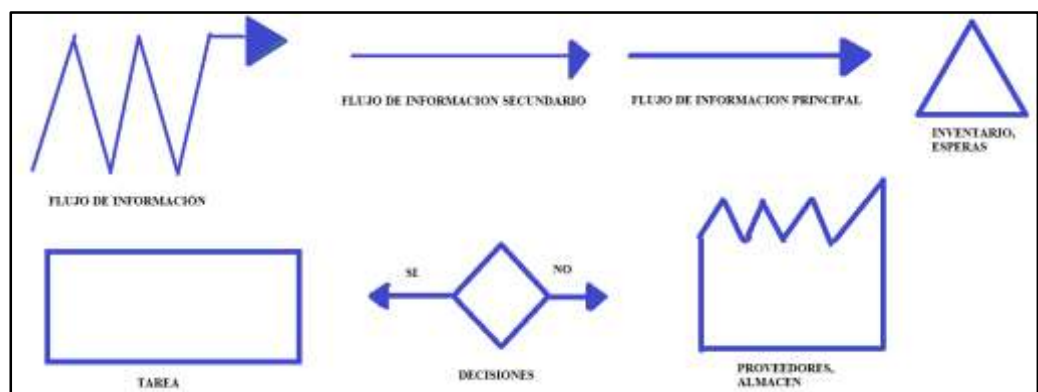 FLUJO DE INFORMACION SECUNDARIO
FLUJO DE INFORMACION PRINCIPAL
INVENTARIO,
ESPERAS
FLUJO DE INFORMACIÓN
SI
NO
TAREA
DECISIONES
PROVEEDORES,
ALMACEN